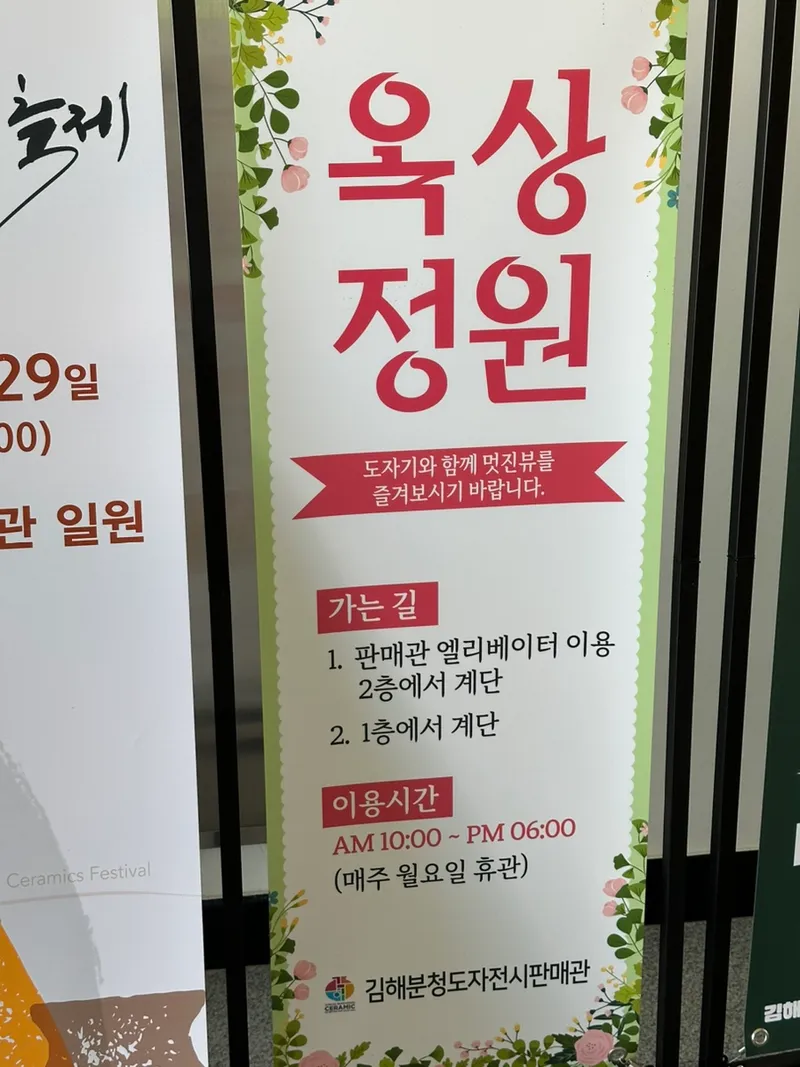 축제
29일
00)
관 일원
Ceramics Festival
옥상
정원
도자기와 함께 멋진뷰를
즐겨보시기 바랍니다.
가는 길
1. 판매관 엘리베이터 이용
2층에서 계단
2. 1층에서 계단
이용시간
AM 10:00 ~ PM 06:00
(매주 월요일 휴관)
CERAMIC
김해분청도자전시판매관
김해